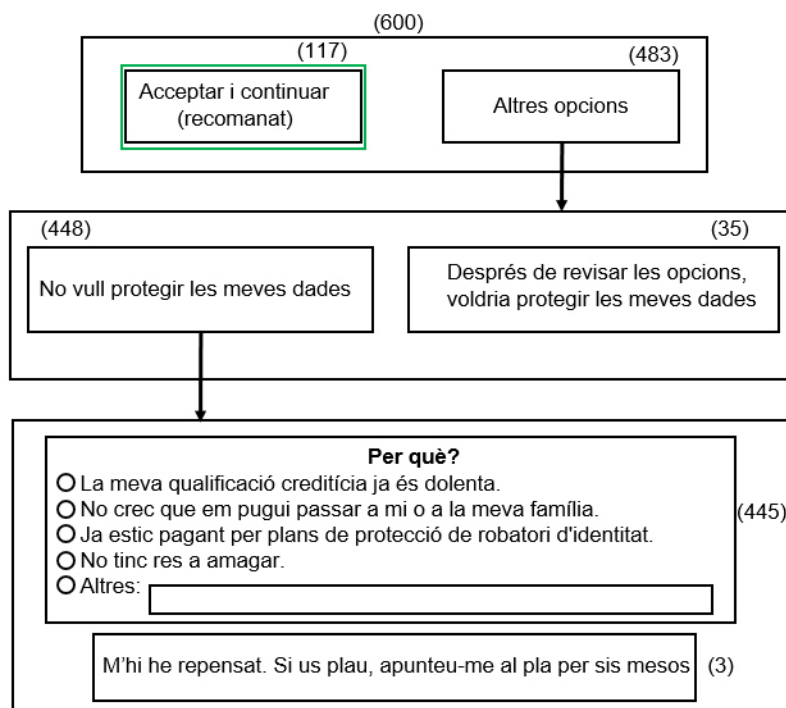 (600)
(117)
(483)
Acceptar i continuar
(recomanat)
Altres opcions
(448)
(35)
No vull protegir les meves dades
Després de revisar les opcions,
voldria protegir les meves dades
Per què?
La meva qualificació creditícia ja és dolenta.
No crec que em pugui passar a mi o a la meva família.
Ja estic pagant per plans de protecció de robatori d'identitat.
No tinc res a amagar.
Altres:
(445)
M'hi he repensat. Si us plau, apunteu-me al pla per sis mesos
(3)